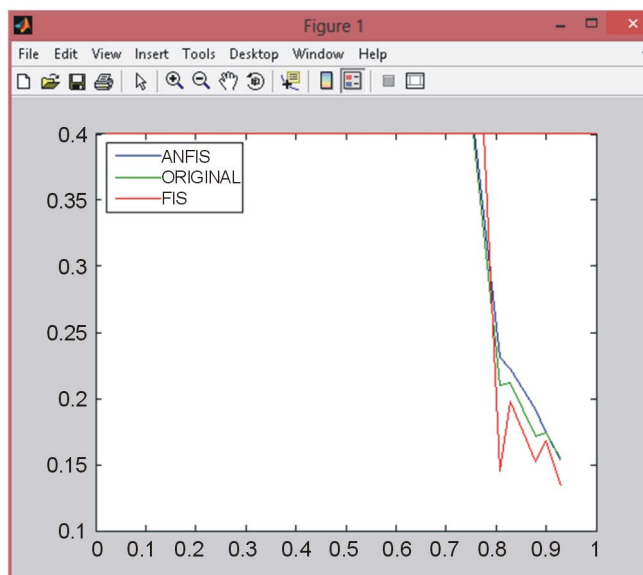 Figure 1
File Edit View Insert Tools Desktop Window Help
0.4
ANFIS
ORIGINAL
FIS
0.35
0.3
0.25
0.2
0.15
0.1
0 0.1 0.2 0.3 0.4 0.5 0.6 0.7 0.8 0.9 1